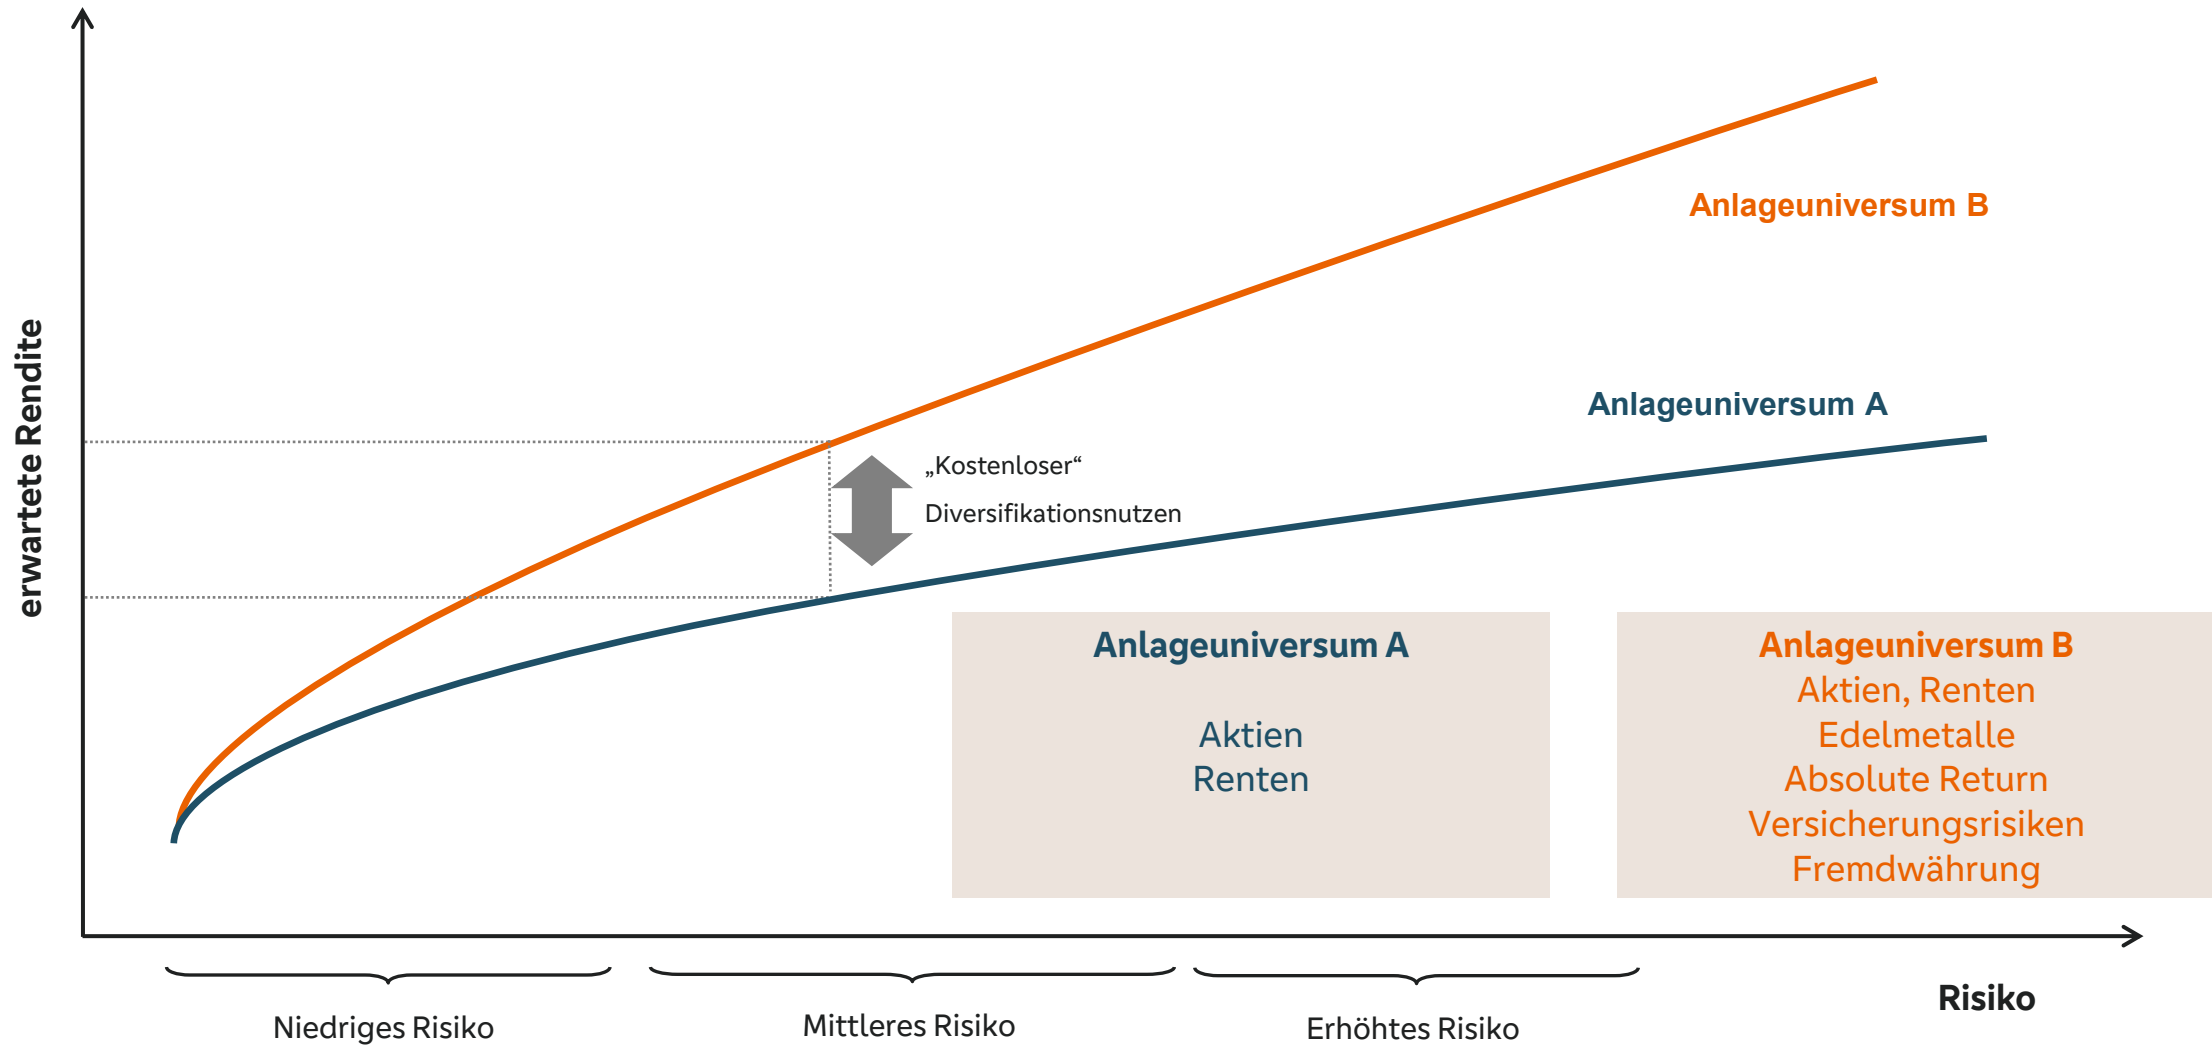 erwartete Rendite
Anlageuniversum B
Anlageuniversum A
„Kostenloser“
Diversifikationsnutzen
Anlageuniversum A
Aktien
Renten
Anlageuniversum B
Aktien, Renten
Edelmetalle
Absolute Return
Versicherungsrisiken
Fremdwährung
Risiko
Niedriges Risiko
Mittleres Risiko
Erhöhtes Risiko